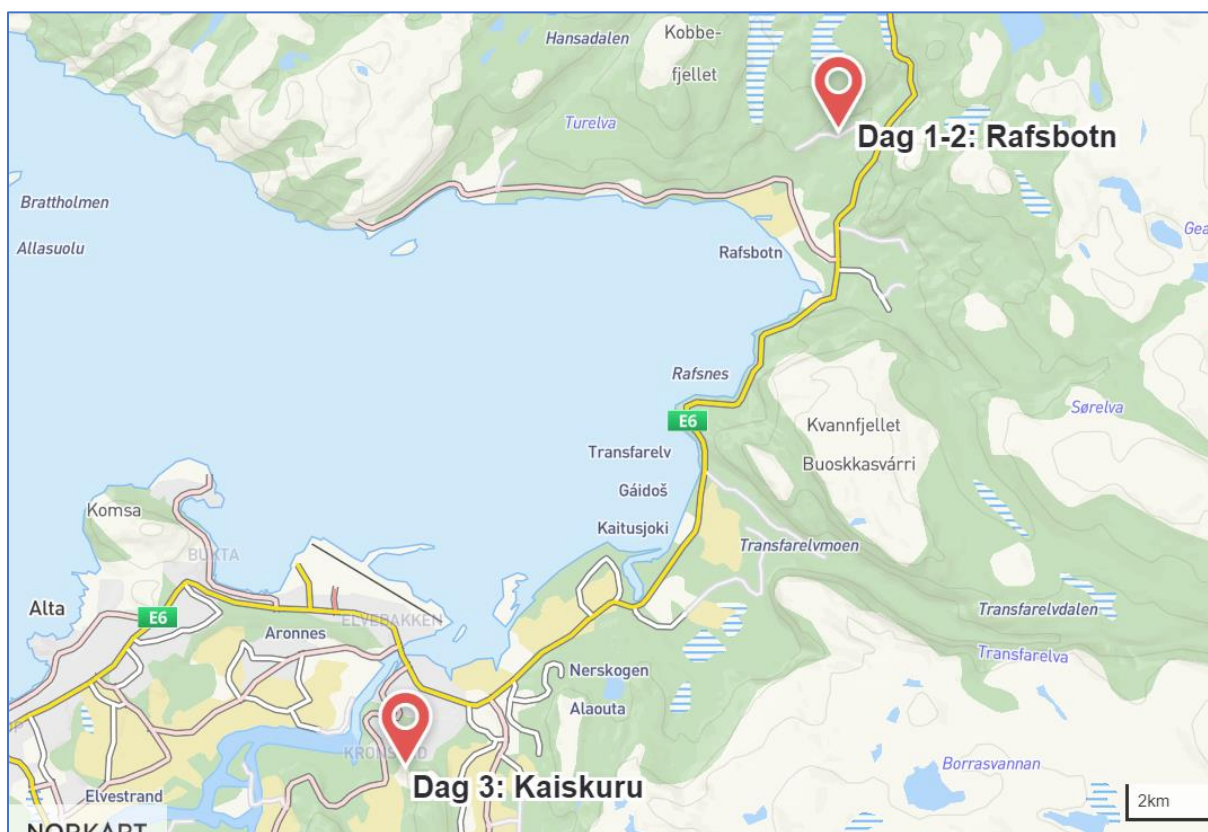 Hansadalen
Kobbe-
fjellet
Turelva
Dag 1-2: Rafsbotn
Brattholmen
Allasuolu
Rafsbotn
Rafsnes
E6
Kvannfjellet
Buoskkasvárri
Sørelva
Transfarelv
Gáidoš
Kaitusjoki
Transfarelvmoen
Komsa
BUKTA
Alta
E6
Aronnes
ELVEBAKKEN
Transfarelvdalen
Transfarelva
Nerskogen
Alaouta
Dag 3: Kaiskuru
Borrasvannan
Elvestrand
2km
NORKART